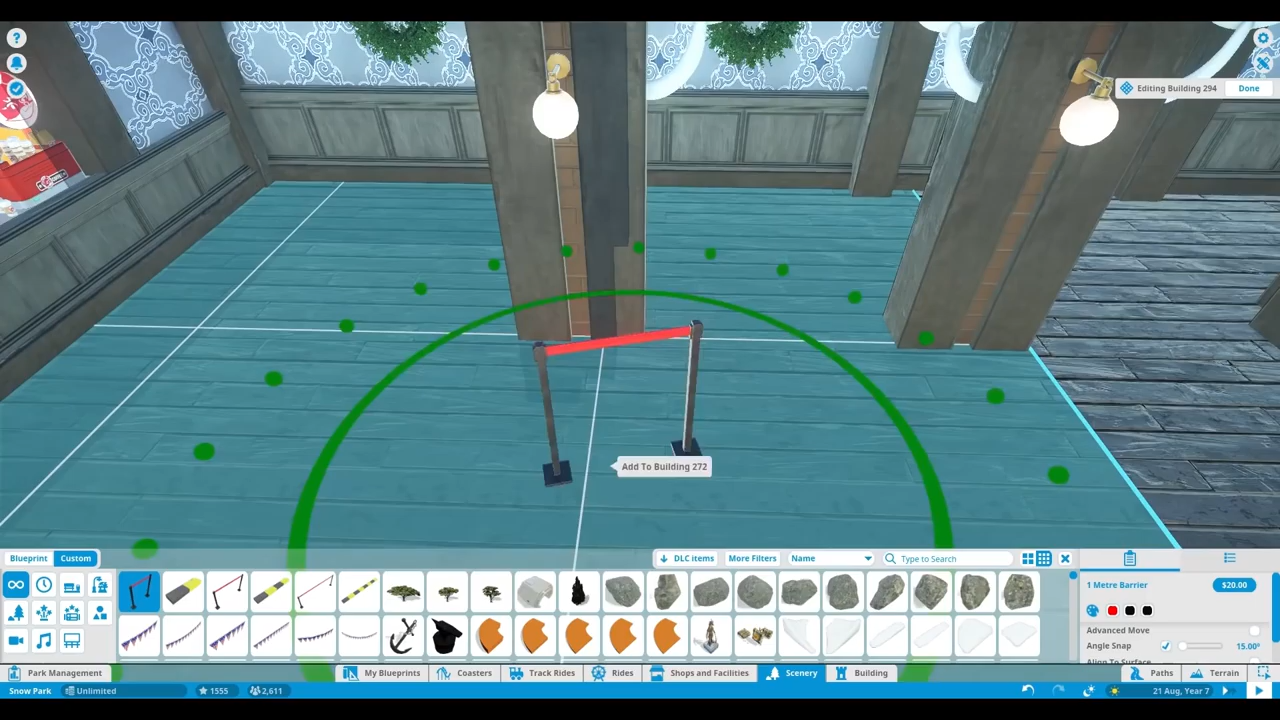 ?
Editing Building 294 Done
Add To Building 272
Blueprint Custom DLC items More Filters Name Type to Search
1 Metre Barrier $20.00
Advanced Move
Angle Snap 15.00°
Park Management My Blueprints Coasters Track Rides Rides Shops and Facilities Scenery Building Paths Terrain
Snow Park Unlimited 1555 2,611 21 Aug, Year 7